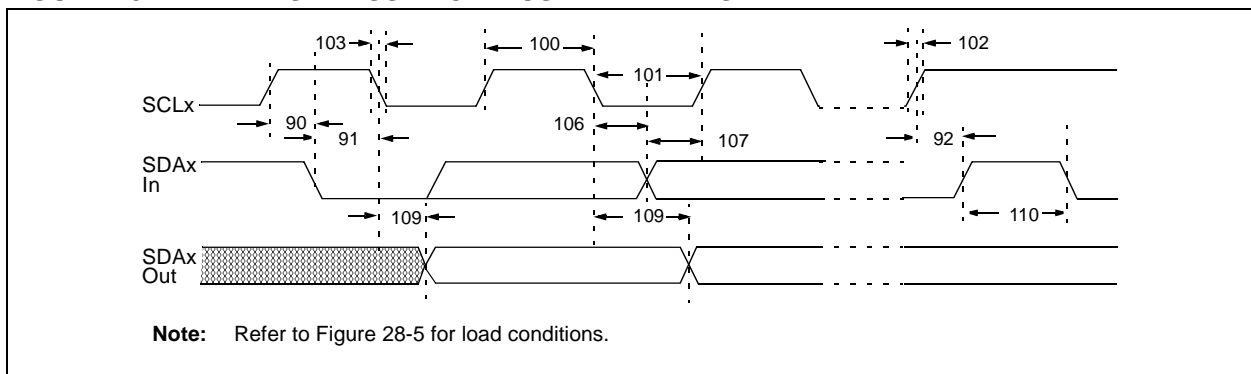 103
100
102
101
SCLx
90
106
91
107
92
SDAx
In
109
109
110
SDAx
Out
Note: Refer to Figure 28-5 for load conditions.